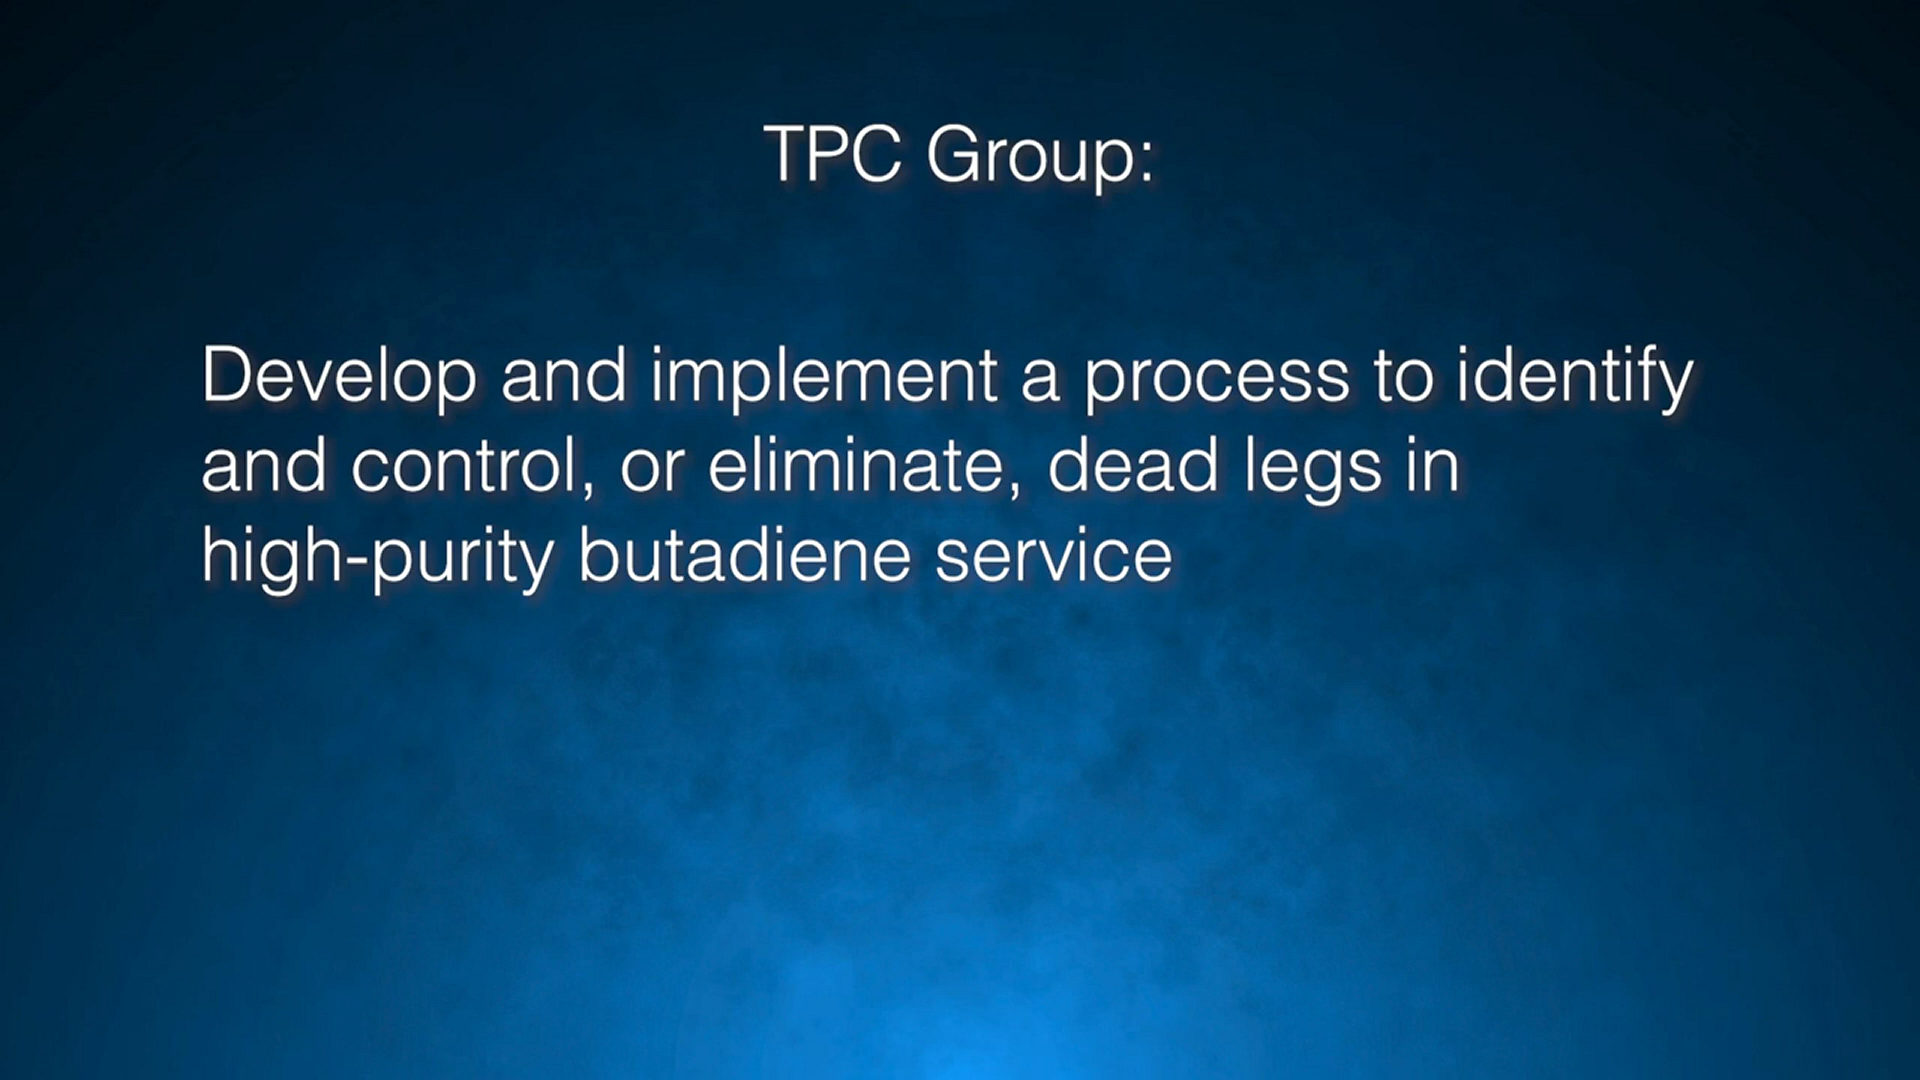 TPC Group:
Develop and implement a process to identify
and control, or eliminate, dead legs in
high-purity butadiene service